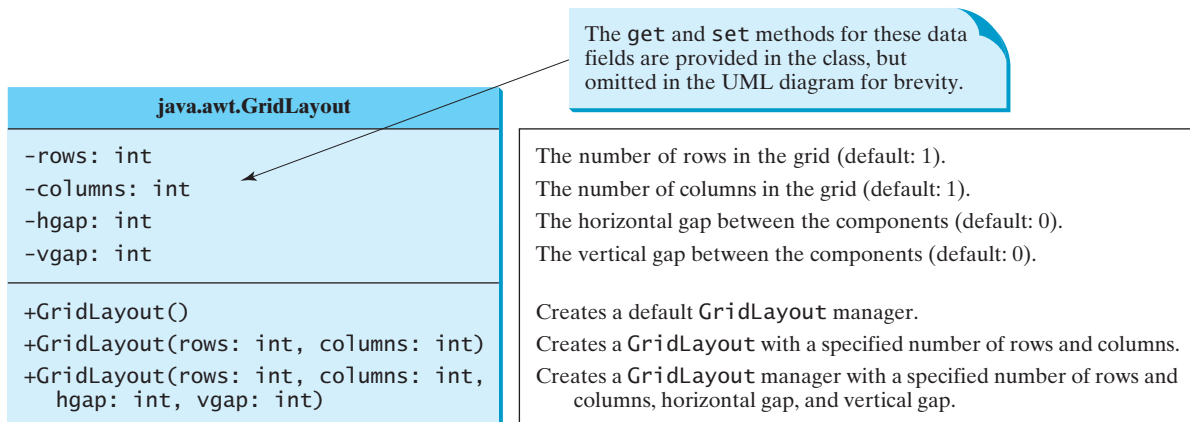 The get and set methods for these data
fields are provided in the class, but
omitted in the UML diagram for brevity.
java.awt.GridLayout
-rows: int
-columns: int
-hgap: int
-vgap: int
+GridLayout()
+GridLayout(rows: int, columns: int)
+GridLayout(rows: int, columns: int,
hgap: int, vgap: int)
The number of rows in the grid (default: 1).
The number of columns in the grid (default: 1).
The horizontal gap between the components (default: 0).
The vertical gap between the components (default: 0).
Creates a default GridLayout manager.
Creates a GridLayout with a specified number of rows and columns.
Creates a GridLayout manager with a specified number of rows and
columns, horizontal gap, and vertical gap.